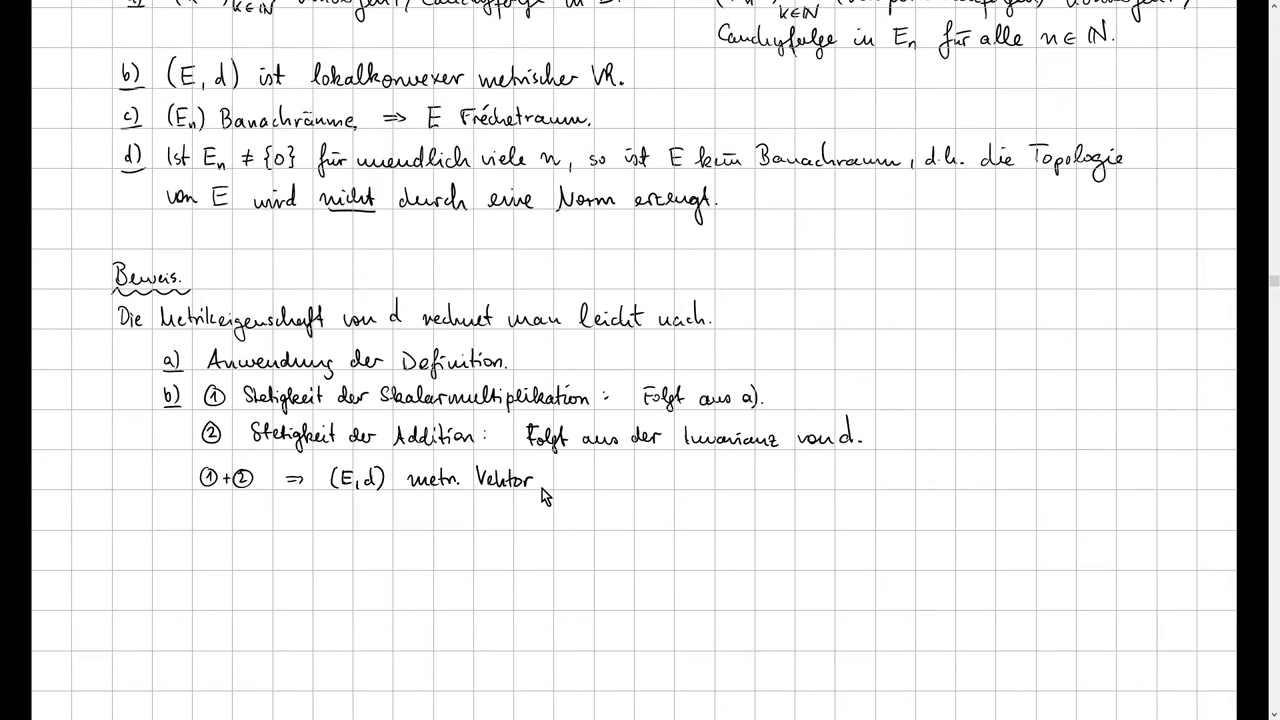 k∈ℕ
k∈ℕ
Cauchyfolge in Eₙ für alle n ∈ ℕ.
b) (E, d) ist lokalkonvexer metrischer VR.
c) (Eₙ) Banachräume, ⇒ E Fréchetraum.
d) Ist Eₙ ≠ {0} für unendlich viele n, so ist E kein Banachraum, d.h. die Topologie
von E wird nicht durch eine Norm erzeugt.
Beweis.
Die Metrikeigenschaft von d rechnet man leicht nach.
a) Anwendung der Definition.
b) ① Stetigkeit der Skalarmultiplikation: Folgt aus a).
② Stetigkeit der Addition: Folgt aus der Invarianz von d.
①+② ⇒ (E, d) metr. Vektor